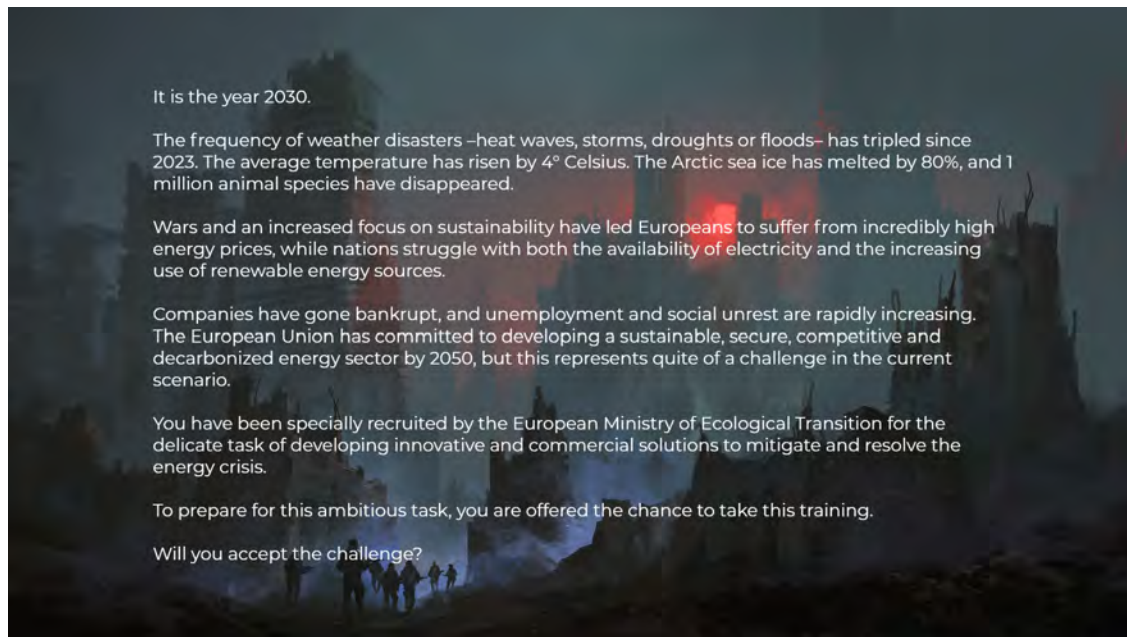 It is the year 2030.
The frequency of weather disasters –heat waves, storms, droughts or floods– has tripled since
2023. The average temperature has risen by 4º Celsius. The Arctic sea ice has melted by 80%, and 1
million animal species have disappeared.
Wars and an increased focus on sustainability have led Europeans to suffer from incredibly high
energy prices, while nations struggle with both the availability of electricity and the increasing
use of renewable energy sources.
Companies have gone bankrupt, and unemployment and social unrest are rapidly increasing.
The European Union has committed to developing a sustainable, secure, competitive and
decarbonized energy sector by 2050, but this represents quite of a challenge in the current
scenario.
You have been specially recruited by the European Ministry of Ecological Transition for the
delicate task of developing innovative and commercial solutions to mitigate and resolve the
energy crisis.
To prepare for this ambitious task, you are offered the chance to take this training.
Will you accept the challenge?